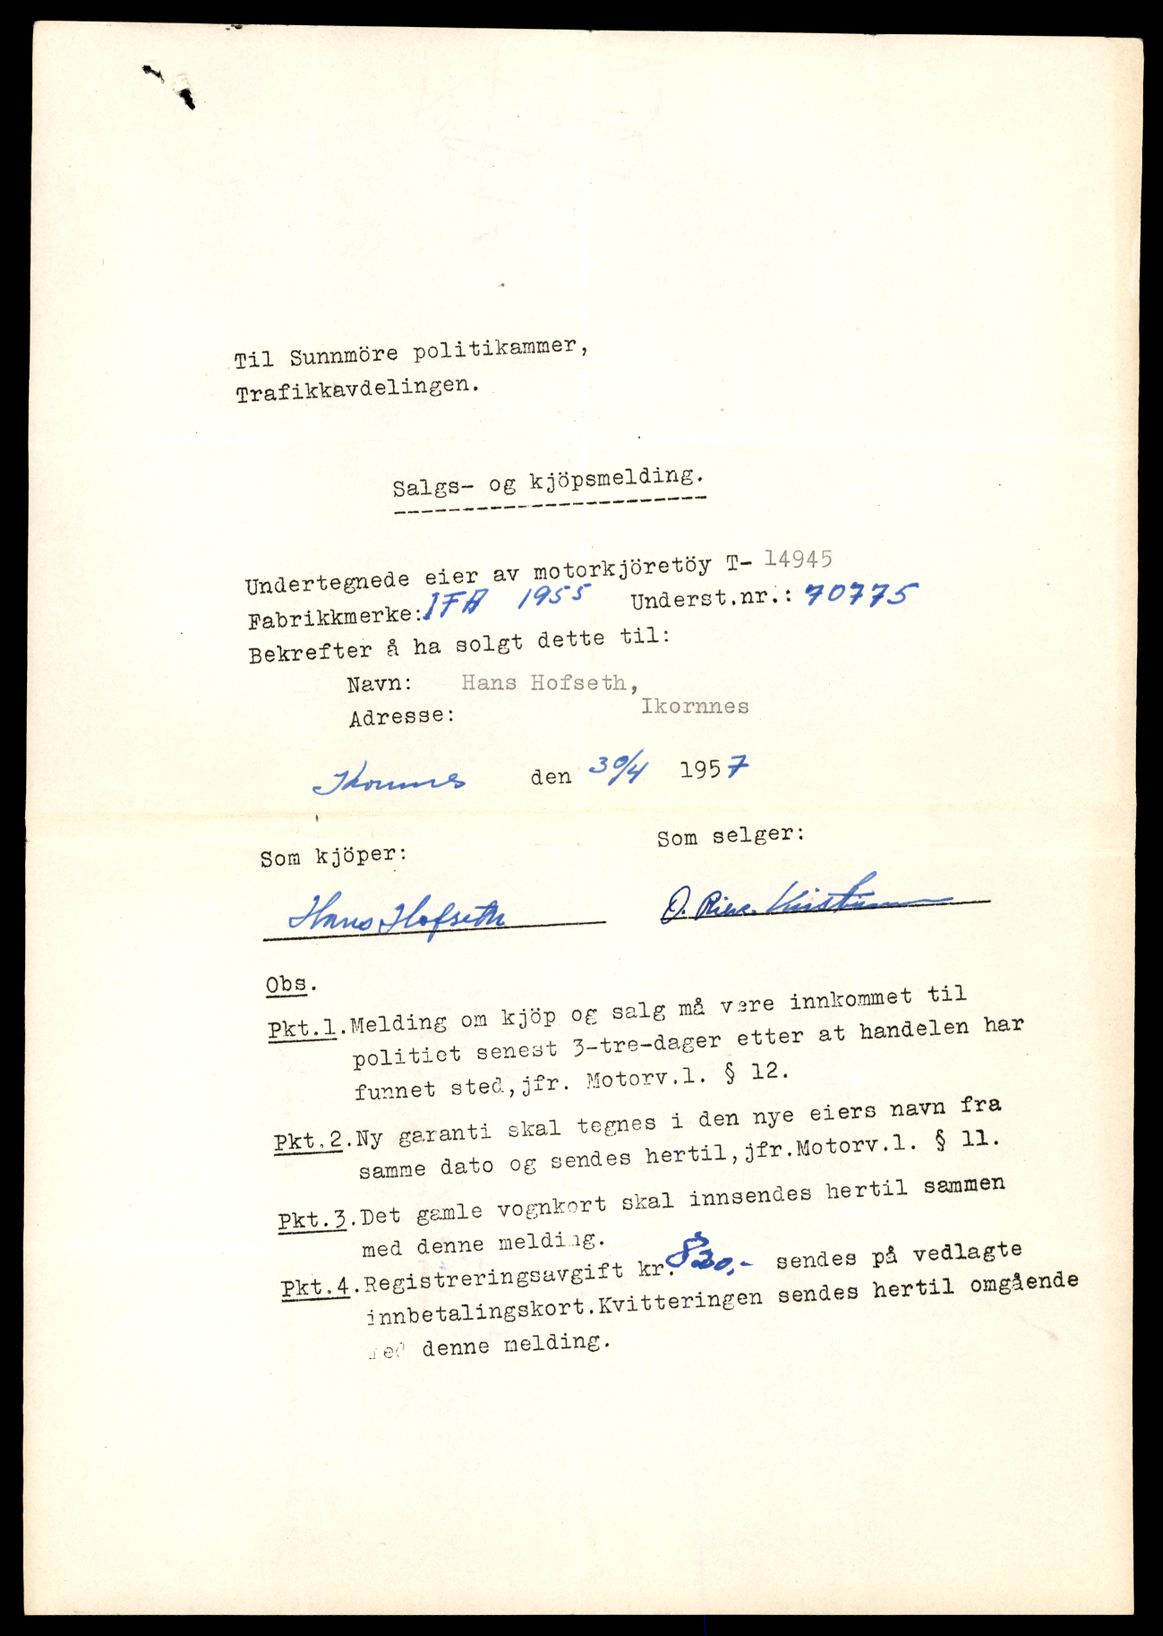 Til Sunnmöre politikammer,
Trafikkavdelingen.
Salgs- og kjöpsmelding.
Undertegnede eier av motorkjöretöy T- 14945
Fabrikkmerke: IFA 1955 Underst.nr.: 70775
Bekrefter å ha solgt dette til:
Navn: Hans Hofseth,
Adresse: Ikornnes
Ikornnes den 30/4 1957
Som kjöper: Som selger:
Hans Hofseth O.
Obs.
Pkt.1.Melding om kjöp og salg må være innkommet til
politiet senest 3-tre-dager etter at handelen har
funnet sted,jfr. Motorv.l. § 12.
Pkt.2.Ny garanti skal tegnes i den nye eiers navn fra
samme dato og sendes hertil,jfr.Motorv.l. § 11.
Pkt.3.Det gamle vognkort skal innsendes hertil sammen
med denne melding.
Pkt.4.Registreringsavgift kr. 20,- sendes på vedlagte
innbetalingskort.Kvitteringen sendes hertil omgående
med denne melding.